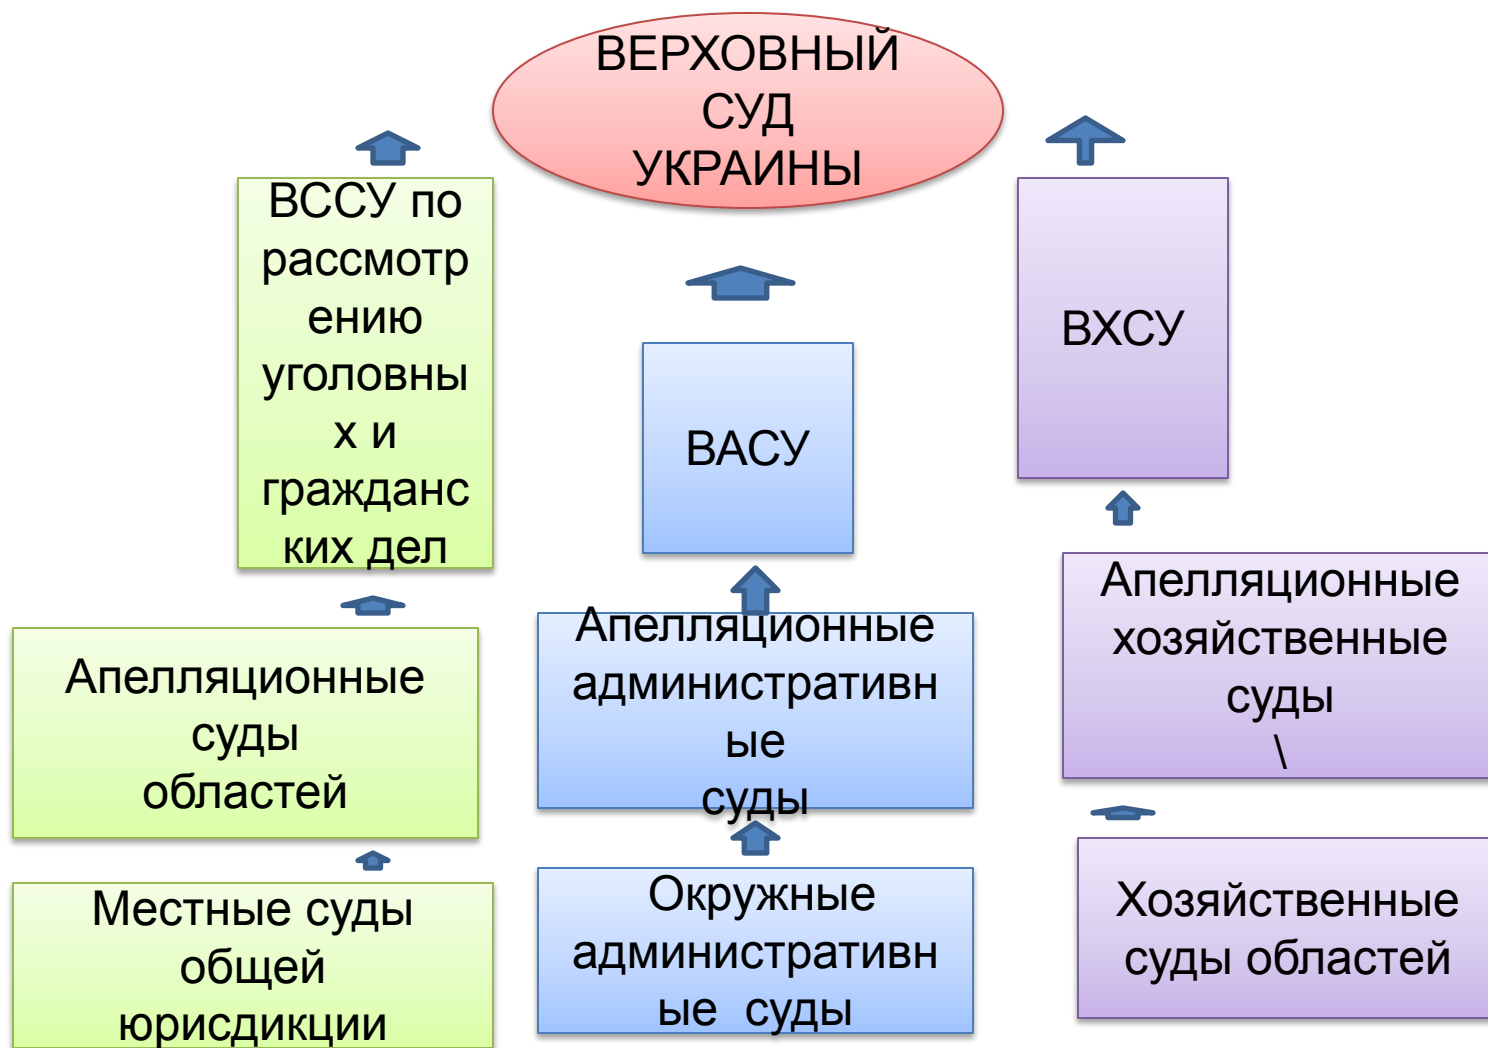 ВЕРХОВНЫЙ
СУД
УКРАИНЫ
ВССУ по
рассмотр
ению
уголовны
х и
гражданс
ких дел
ВАСУ
ВХСУ
Апелляционные
суды
областей
Апелляционные
административн
ые
суды
Апелляционные
хозяйственные
суды
\
Местные суды
общей
юрисдикции
Окружные
административн
ые  суды
Хозяйственные
суды областей